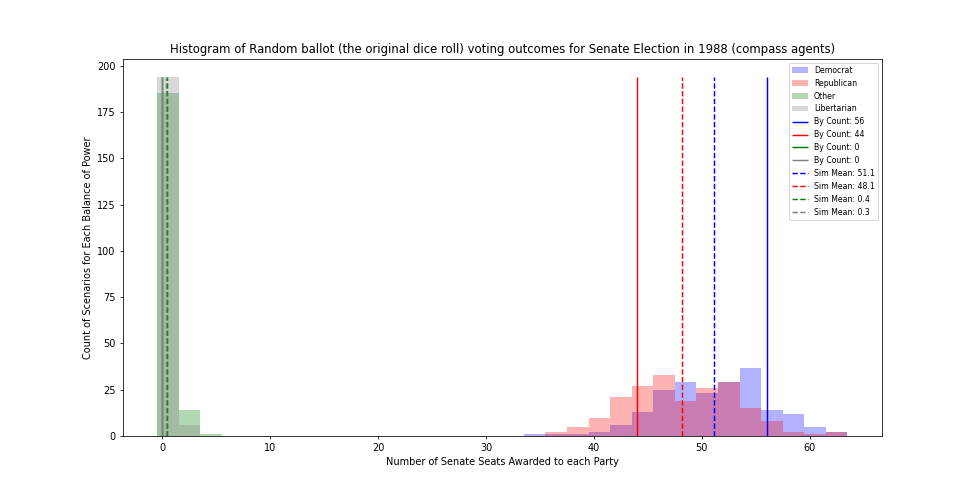 Histogram of Random ballot (the original dice roll) voting outcomes for Senate Election in 1988 (compass agents)
200
175
150
125
100
75
50
25
0
Count of Scenarios for Each Balance of Power
Democrat
Republican
Other
Libertarian
By Count: 56
By Count: 44
By Count: 0
By Count: 0
Sim Mean: 51.1
Sim Mean: 48.1
Sim Mean: 0.4
Sim Mean: 0.3
0 10 20 30 40 50 60
Number of Senate Seats Awarded to each Party